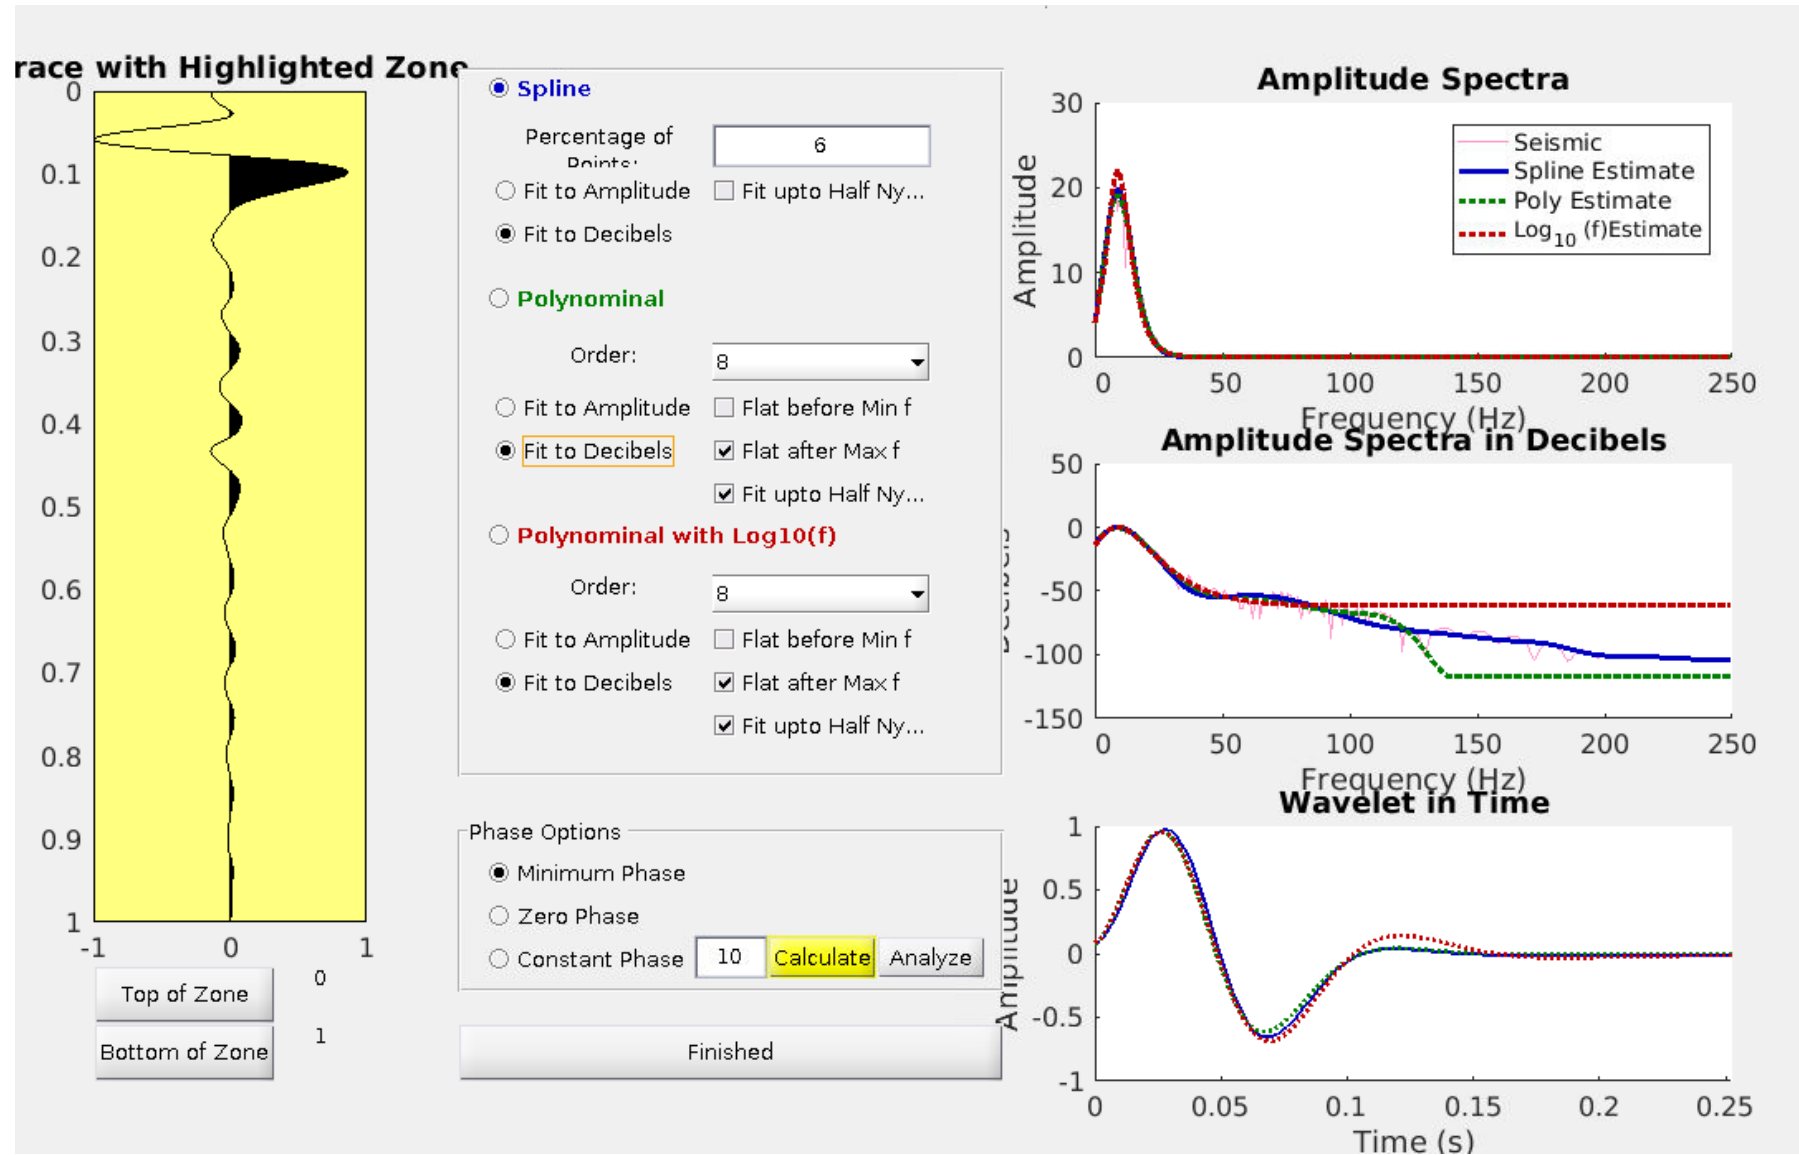 race with Highlighted Zone
0
0.1
0.2
0.3
0.4
0.5
0.6
0.7
0.8
0.9
1
-1 0 1
Top of Zone 0
Bottom of Zone 1
Spline
Percentage of
Points:
6
Fit to Amplitude Fit upto Half Ny...
Fit to Decibels
Polynominal
Order: 8
Fit to Amplitude Flat before Min f
Fit to Decibels Flat after Max f
Fit upto Half Ny...
Polynominal with Log10(f)
Order: 8
Fit to Amplitude Flat before Min f
Fit to Decibels Flat after Max f
Fit upto Half Ny...
Phase Options
Minimum Phase
Zero Phase
Constant Phase 10 Calculate Analyze
Finished
Amplitude Spectra
Amplitude
30
20
10
0
0 50 100 150 200 250
Frequency (Hz)
Seismic
Spline Estimate
Poly Estimate
Log10 (f)Estimate
Amplitude Spectra in Decibels
Decibels
50
0
-50
-100
-150
0 50 100 150 200 250
Frequency (Hz)
Wavelet in Time
Amplitude
1
0.5
0
-0.5
-1
0 0.05 0.1 0.15 0.2 0.25
Time (s)